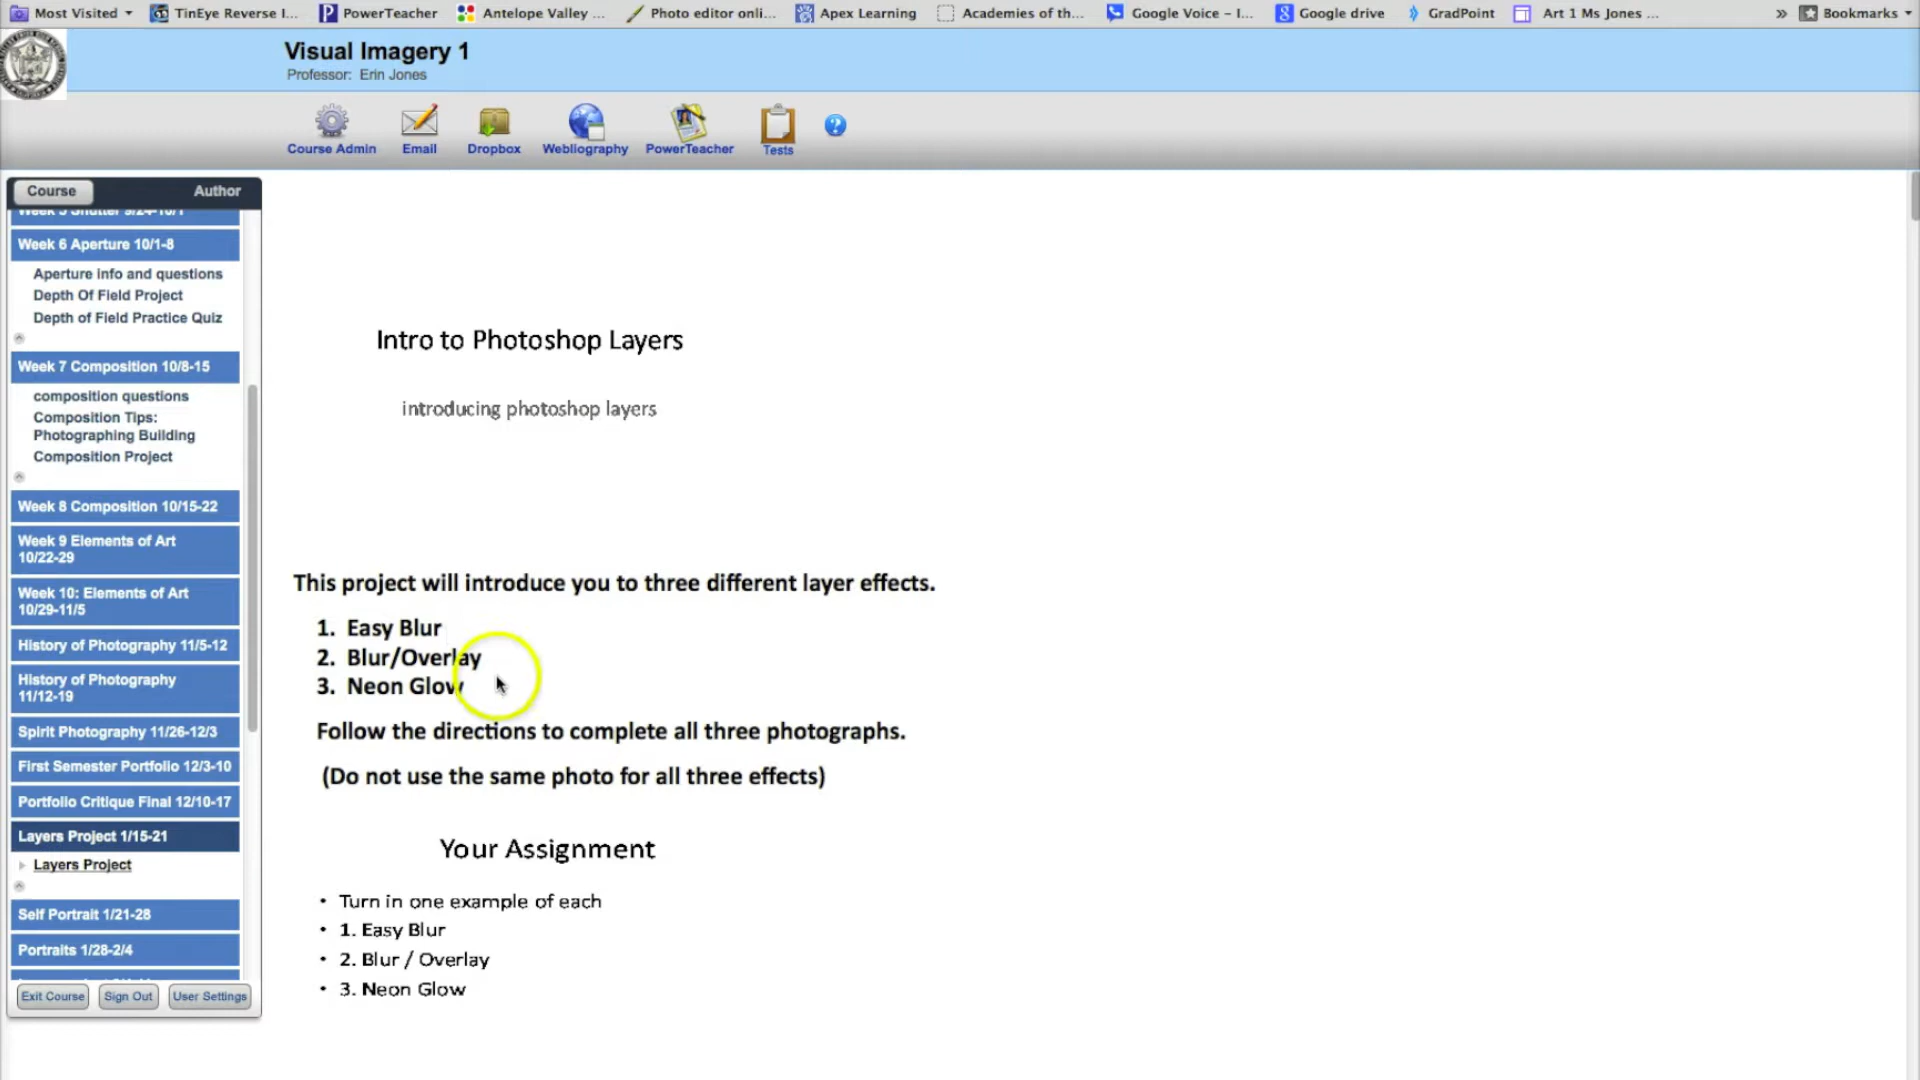 Most Visited
TinEye Reverse I...
PowerTeacher
Antelope Valley ...
Photo editor onli...
Apex Learning
Academies of th...
Google Voice - I...
Google drive
GradPoint
Art 1 Ms Jones ...
Bookmarks
Visual Imagery 1
Professor: Erin Jones
Course Admin
Email
Dropbox
Webliography
PowerTeacher
Tests
Course
Author
Week 5 Shutter 9/24-10/1
Week 6 Aperture 10/1-8
Aperture info and questions
Depth Of Field Project
Depth of Field Practice Quiz
Week 7 Composition 10/8-15
composition questions
Composition Tips:
Photographing Building
Composition Project
Week 8 Composition 10/15-22
Week 9 Elements of Art
10/22-29
Week 10: Elements of Art
10/29-11/5
History of Photography 11/5-12
History of Photography
11/12-19
Spirit Photography 11/26-12/3
First Semester Portfolio 12/3-10
Portfolio Critique Final 12/10-17
Layers Project 1/15-21
Layers Project
Self Portrait 1/21-28
Portraits 1/28-2/4
Exit Course
Sign Out
User Settings
Intro to Photoshop Layers
introducing photoshop layers
This project will introduce you to three different layer effects.
1. Easy Blur
2. Blur/Overlay
3. Neon Glow
Follow the directions to complete all three photographs.
(Do not use the same photo for all three effects)
Your Assignment
• Turn in one example of each
• 1. Easy Blur
• 2. Blur / Overlay
• 3. Neon Glow